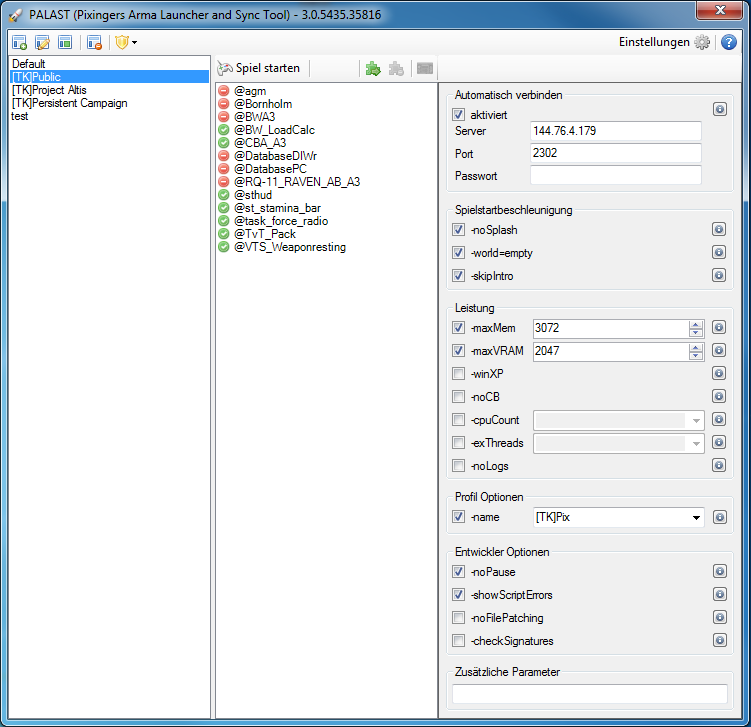 PALAST (Pixingers Arma Launcher and Sync Tool) - 3.0.5435.35816
Einstellungen
Default
[TK]Public
[TK]Project Altis
[TK]Persistent Campaign
test
Spiel starten
@agm
@Bornholm
@BWA3
@BW_LoadCalc
@CBA_A3
@DatabaseDIWr
@DatabasePC
@RQ-11_RAVEN_AB_A3
@sthud
@st_stamina_bar
@task_force_radio
@TvT_Pack
@VTS_Weaponresting
Automatisch verbinden
aktiviert
Server 144.76.4.179
Port 2302
Passwort
Spielstartbeschleunigung
-noSplash
-world=empty
-skipIntro
Leistung
-maxMem 3072
-maxVRAM 2047
-winXP
-noCB
-cpuCount
-exThreads
-noLogs
Profil Optionen
-name [TK]Pix
Entwickler Optionen
-noPause
-showScriptErrors
-noFilePatching
-checkSignatures
Zusätzliche Parameter